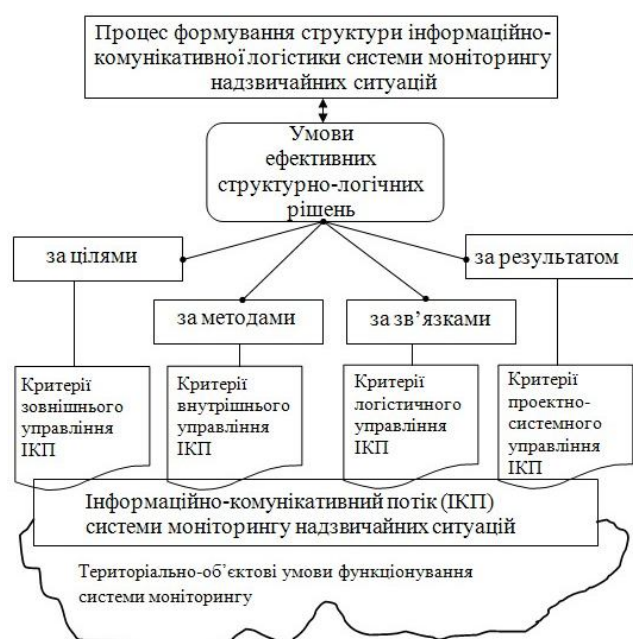 Процес формування структури інформаційно-
комунікативної логістики системи моніторингу
надзвичайних ситуацій
Умови
ефективних
структурно-логічних
рішень
за цілями
за результатом
за методами
за зв’язками
Критерії
зовнішнього
управління
ІКП
Критерії
внутрішнього
управління
ІКП
Критерії
логістичного
управління
ІКП
Критерії
проектно-
системного
управління
ІКП
Інформаційно-комунікативний потік (ІКП)
системи моніторингу надзвичайних ситуацій
Територіально-об’єктові умови функціонування
системи моніторингу